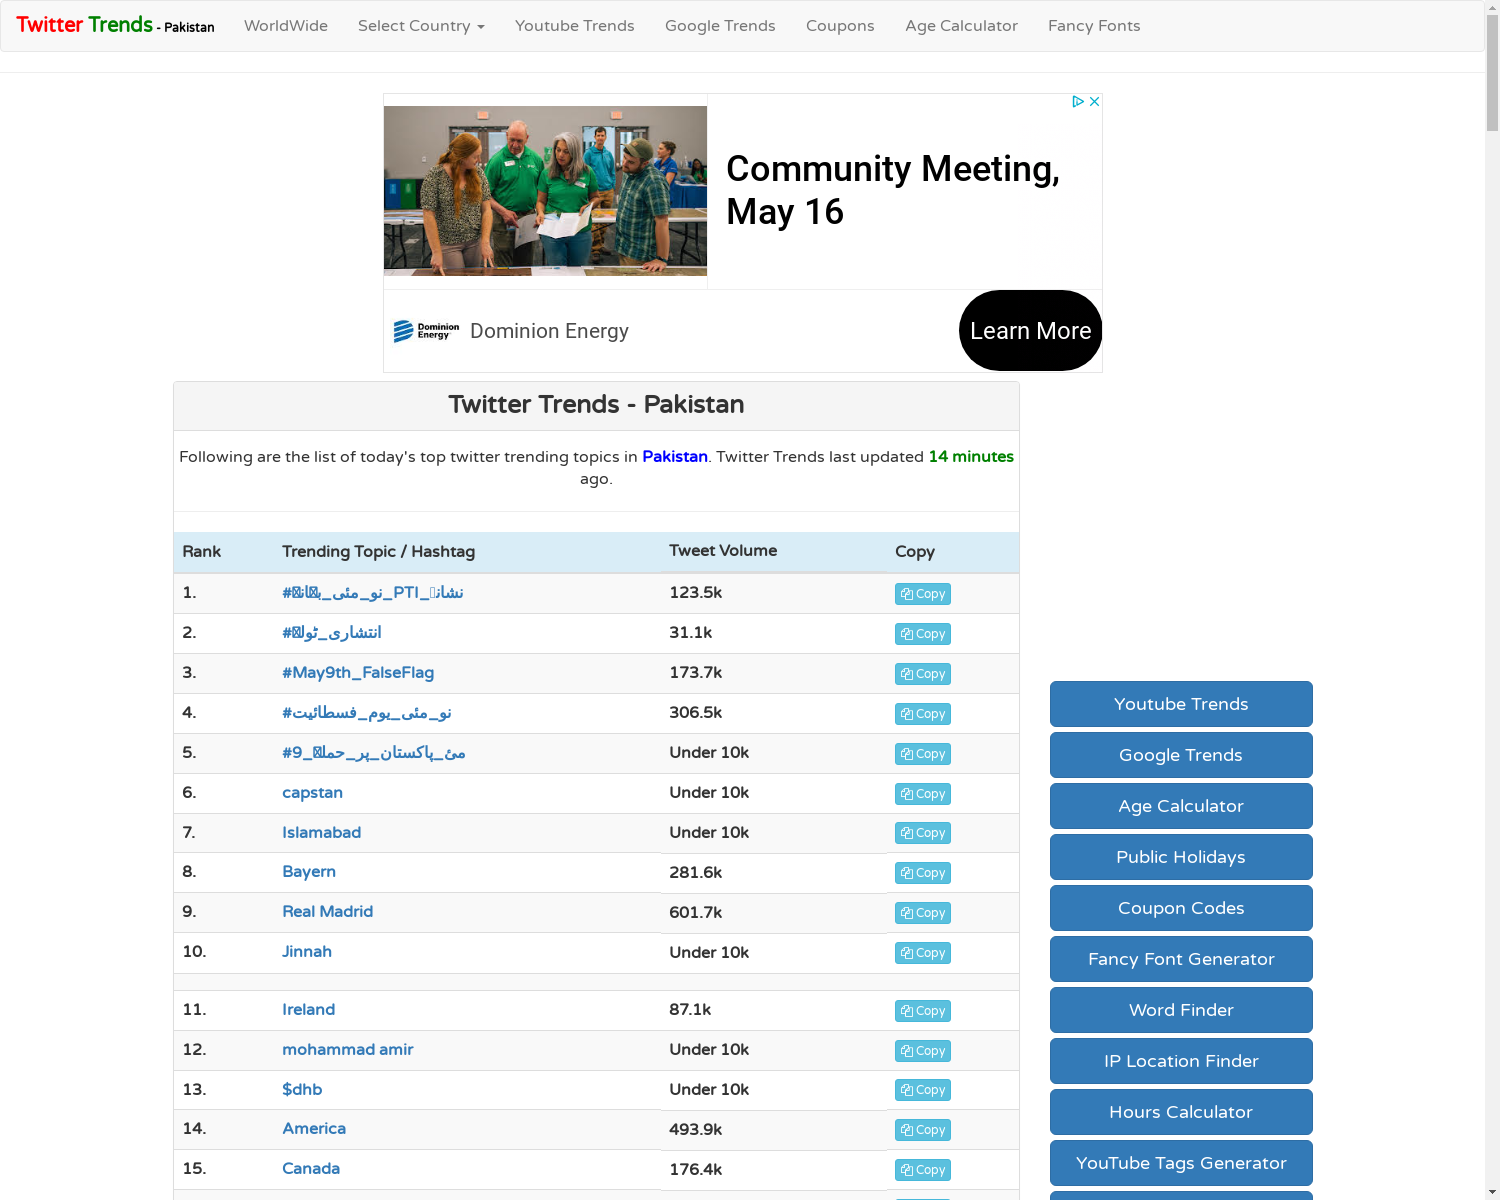 Twitter Trends - Pakistan
WorldWide
Select Country
Youtube Trends
Google Trends
Coupons
Age Calculator
Fancy Fonts
Community Meeting,
May 16
Dominion Energy
Dominion Energy
Learn More
Twitter Trends - Pakistan
Following are the list of today's top twitter trending topics in Pakistan. Twitter Trends last updated 14 minutes
ago.
Rank Trending Topic / Hashtag Tweet Volume Copy
1. 123.5k Copy
2. 31.1k Copy
3. #May9th_FalseFlag 173.7k Copy
4. #نو_مئی_یوم_فسطائیت 306.5k Copy
5. Under 10k Copy
6. capstan Under 10k Copy
7. Islamabad Under 10k Copy
8. Bayern 281.6k Copy
9. Real Madrid 601.7k Copy
10. Jinnah Under 10k Copy
11. Ireland 87.1k Copy
12. mohammad amir Under 10k Copy
13. $dhb Under 10k Copy
14. America 493.9k Copy
15. Canada 176.4k Copy
Youtube Trends
Google Trends
Age Calculator
Public Holidays
Coupon Codes
Fancy Font Generator
Word Finder
IP Location Finder
Hours Calculator
YouTube Tags Generator